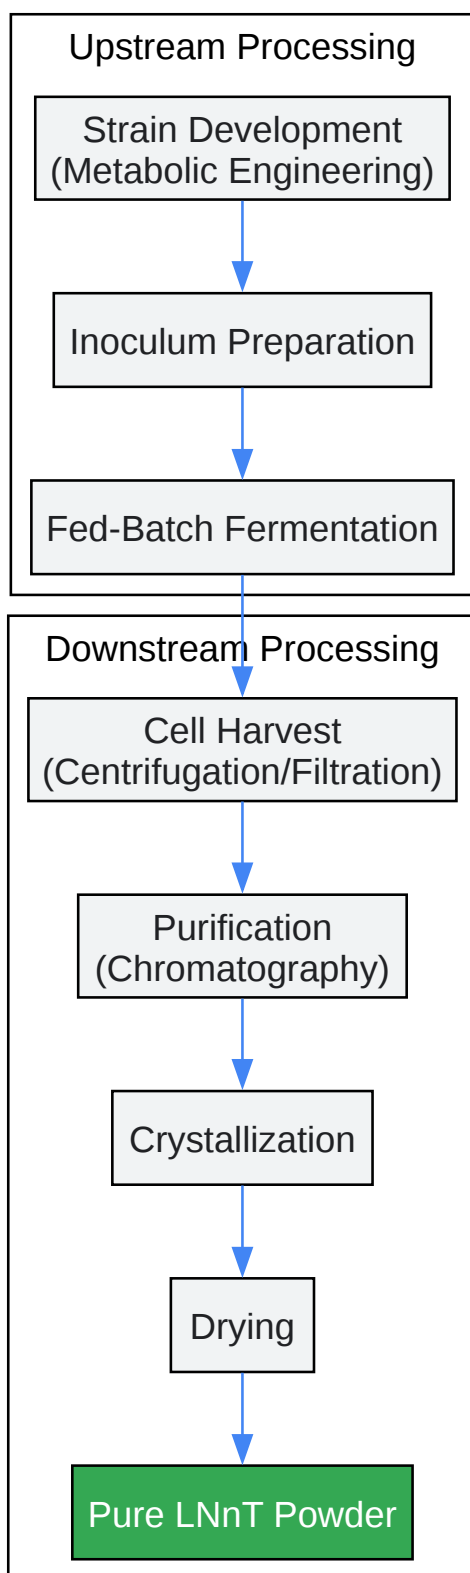 Upstream Processing
Strain Development
(Metabolic Engineering)
Inoculum Preparation
Fed-Batch Fermentation
Downstream Processing
Cell Harvest
(Centrifugation/Filtration)
Purification
(Chromatography)
Crystallization
Drying
Pure LNnT Powder